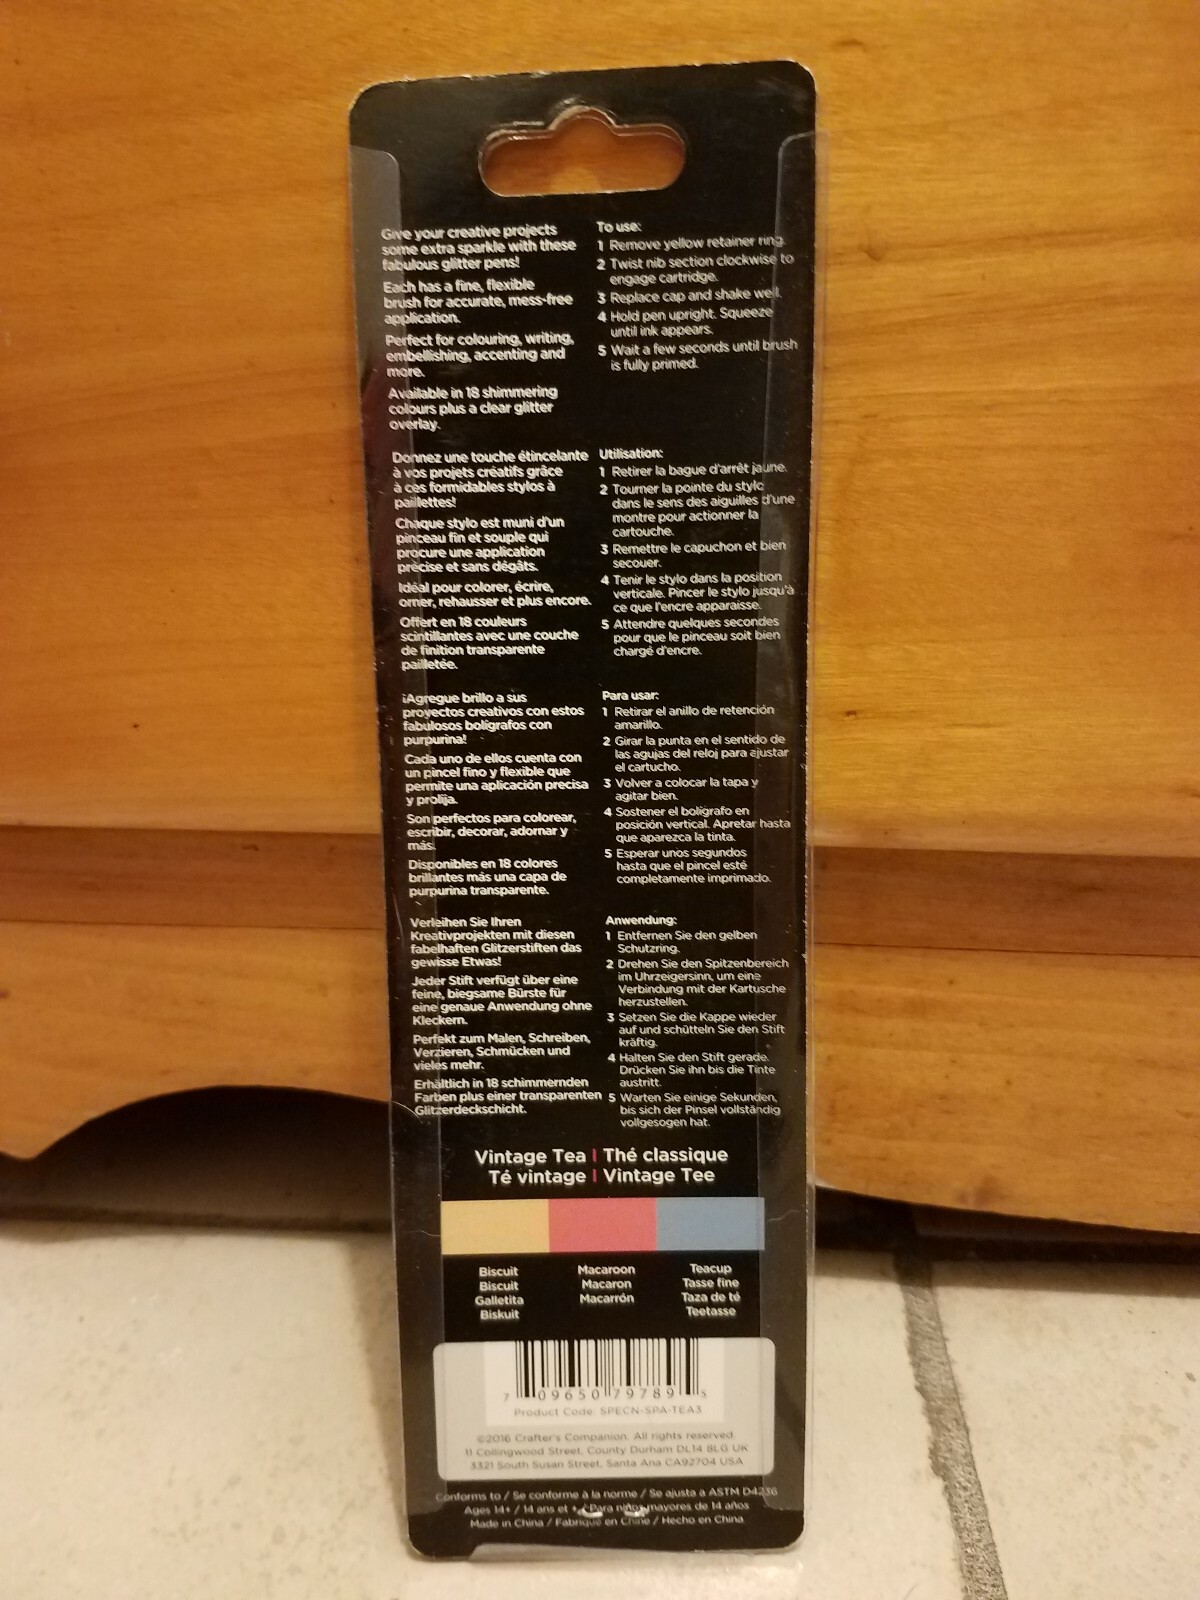 Give your creative projects
some extra sparkle with these
fabulous glitter pens!
Each has a fine, flexible
brush for accurate, mess-free
application.
Perfect for colouring, writing,
embellishing, accenting and
more.
Available in 18 shimmering
colours plus a clear glitter
overlay.
To use:
1 Remove yellow retainer ring.
2 Twist nib section clockwise to
engage cartridge.
3 Replace cap and shake well.
4 Hold pen upright. Squeeze
until ink appears.
5 Wait a few seconds until brush
is fully primed.
Donnez une touche étincelante
à vos projets créatifs grâce
à ces formidables stylos à
paillettes!
Chaque stylo est muni d'un
pinceau fin et souple qui
procure une application
précise et sans dégâts.
Idéal pour colorer, écrire,
orner, rehausser et plus encore.
Offert en 18 couleurs
scintillantes avec une couche
de finition transparente
pailletée.
Utilisation:
1 Retirer la bague d'arrêt jaune.
2 Tourner la pointe du stylo
dans le sens des aiguilles d'une
montre pour actionner la
cartouche.
3 Remettre le capuchon et bien
secouer.
4 Tenir le stylo dans la position
verticale. Pincer le stylo jusqu'à
ce que l'encre apparaisse.
5 Attendre quelques secondes
pour que le pinceau soit bien
chargé d'encre.
¡Agregue brillo a sus
proyectos creativos con estos
fabulosos bolígrafos con
purpurina!
Cada uno de ellos cuenta con
un pincel fino y flexible que
permite una aplicación precisa
y prolija.
Son perfectos para colorear,
escribir, decorar, adornar y
más.
Disponibles en 18 colores
brillantes más una capa de
purpurina transparente.
Para usar:
1 Retirar el anillo de retención
amarillo.
2 Girar la punta en el sentido de
las agujas del reloj para ajustar
el cartucho.
3 Volver a colocar la tapa y
agitar bien.
4 Sostener el bolígrafo en
posición vertical. Apretar hasta
que aparezca la tinta.
5 Esperar unos segundos
hasta que el pincel esté
completamente imprimado.
Verleihen Sie Ihren
Kreativprojekten mit diesen
fabelhaften Glitzerstiften das
gewisse Etwas!
Jeder Stift verfügt über eine
feine, biegsame Bürste für
eine genaue Anwendung ohne
Kleckern.
Perfekt zum Malen, Schreiben,
Verzieren, Schmücken und
vieles mehr.
Erhältlich in 18 schimmernden
Farben plus einer transparenten
Glitzerdeckschicht.
Anwendung:
1 Entfernen Sie den gelben
Schutzring.
2 Drehen Sie den Spitzenbereich
im Uhrzeigersinn, um eine
Verbindung mit der Kartusche
herzustellen.
3 Setzen Sie die Kappe wieder
auf und schütteln Sie den Stift
kräftig.
4 Halten Sie den Stift gerade.
Drücken Sie ihn bis die Tinte
austritt.
5 Warten Sie einige Sekunden,
bis sich der Pinsel vollständig
vollgesogen hat.
Vintage Tea | Thé classique
Té vintage | Vintage Tee
Biscuit
Biscuit
Galletita
Biskuit
Macaroon
Macaron
Macarrón
Teacup
Tasse fine
Taza de té
Teetasse
7 09650 79789 5
Product Code: SPECN-SPA-TEA3
©2016 Crafter's Companion. All rights reserved.
11 Collingwood Street, County Durham DL14 8LG UK
3321 South Susan Street, Santa Ana CA92704 USA
Conforms to / Se conforme à la norme / Se ajusta a ASTM D4236
Ages 14+ / 14 ans et + / Para niños mayores de 14 años
Made in China / Fabriqué en Chine / Hecho en China